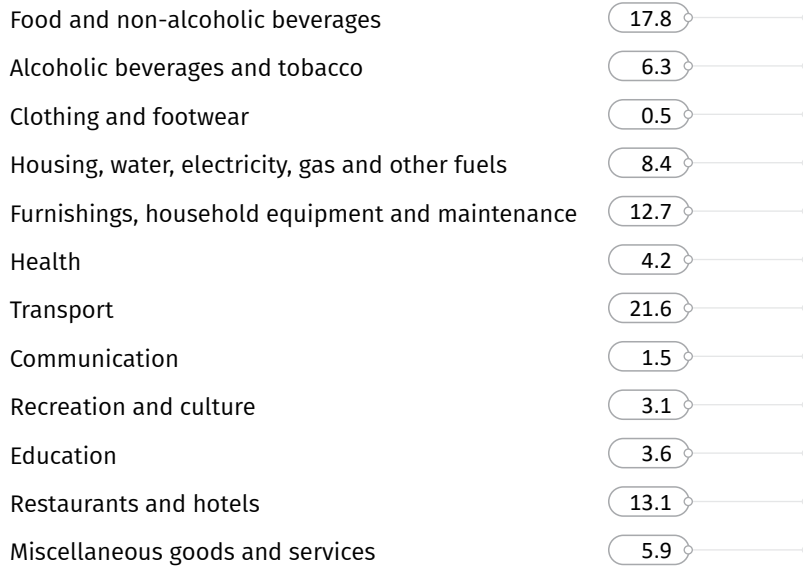 Food and non-alcoholic beverages 17.8
Alcoholic beverages and tobacco 6.3
Clothing and footwear 0.5
Housing, water, electricity, gas and other fuels 8.4
Furnishings, household equipment and maintenance 12.7
Health 4.2
Transport 21.6
Communication 1.5
Recreation and culture 3.1
Education 3.6
Restaurants and hotels 13.1
Miscellaneous goods and services 5.9